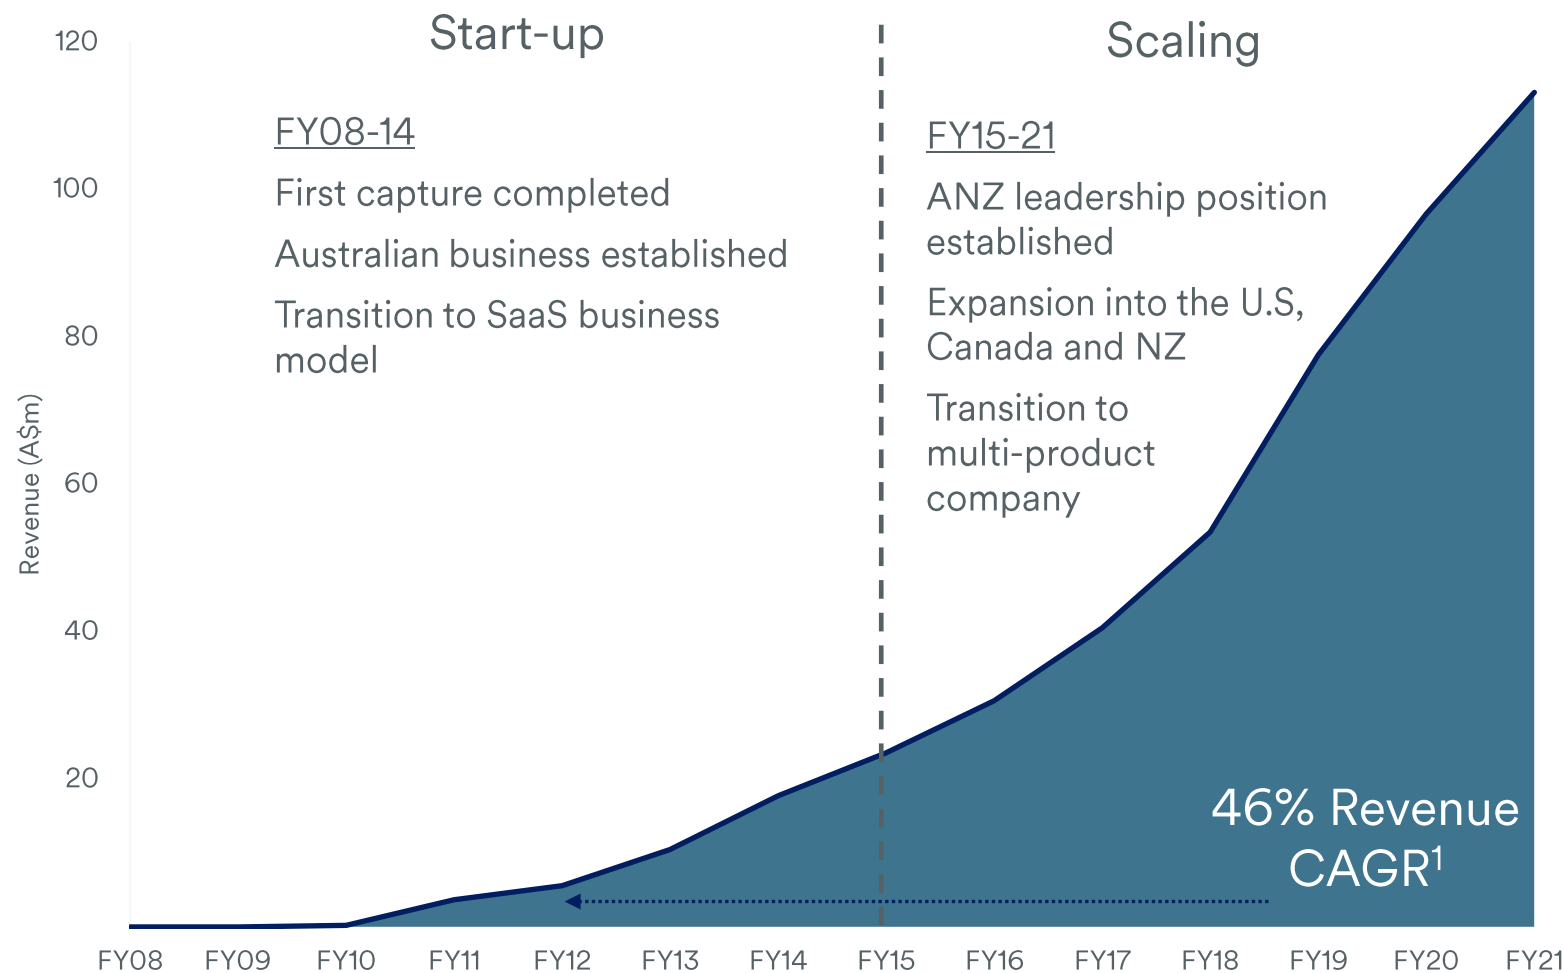 Start-up
Scaling
FY08-14
First capture completed
Australian business established
Transition to SaaS business
model
FY15-21
ANZ leadership position
established
Expansion into the U.S,
Canada and NZ
Transition to
multi-product
company
46% Revenue
CAGR¹
Revenue (A$m)
120
100
80
60
40
20
FY08
FY09
FY10
FY11
FY12
FY13
FY14
FY15
FY16
FY17
FY18
FY19
FY20
FY21